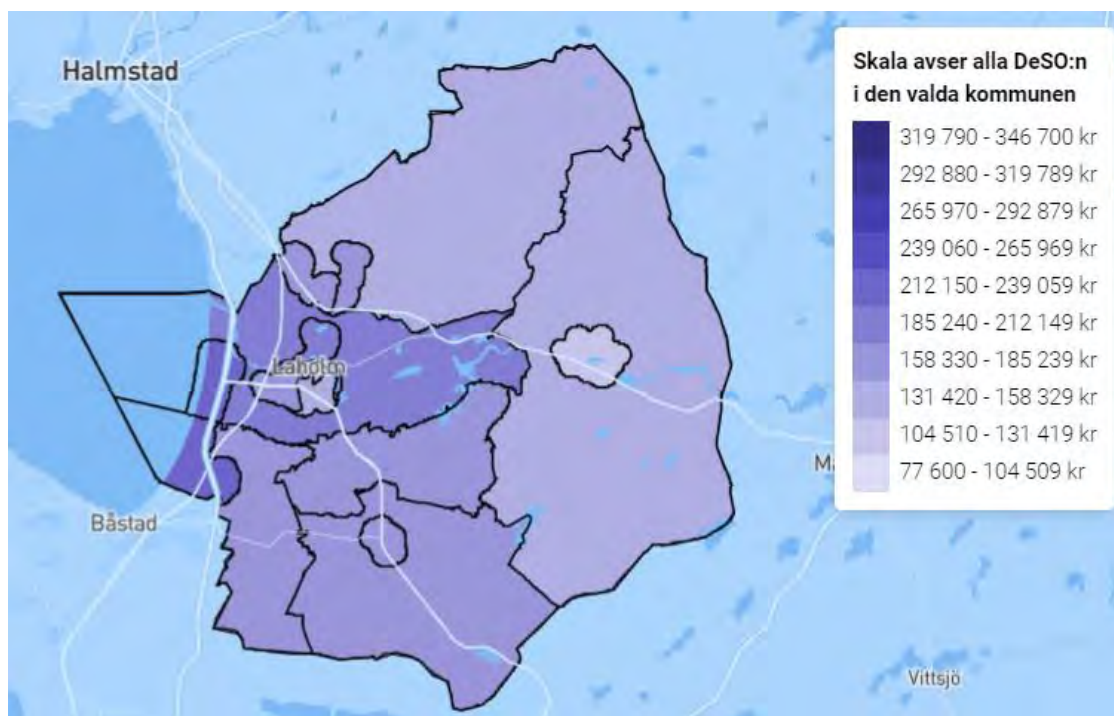 Halmstad
Laholm
Båstad
Vittsjö
Skala avser alla DeSO:n
i den valda kommunen
319 790 - 346 700 kr
292 880 - 319 789 kr
265 970 - 292 879 kr
239 060 - 265 969 kr
212 150 - 239 059 kr
185 240 - 212 149 kr
158 330 - 185 239 kr
131 420 - 158 329 kr
104 510 - 131 419 kr
77 600 - 104 509 kr